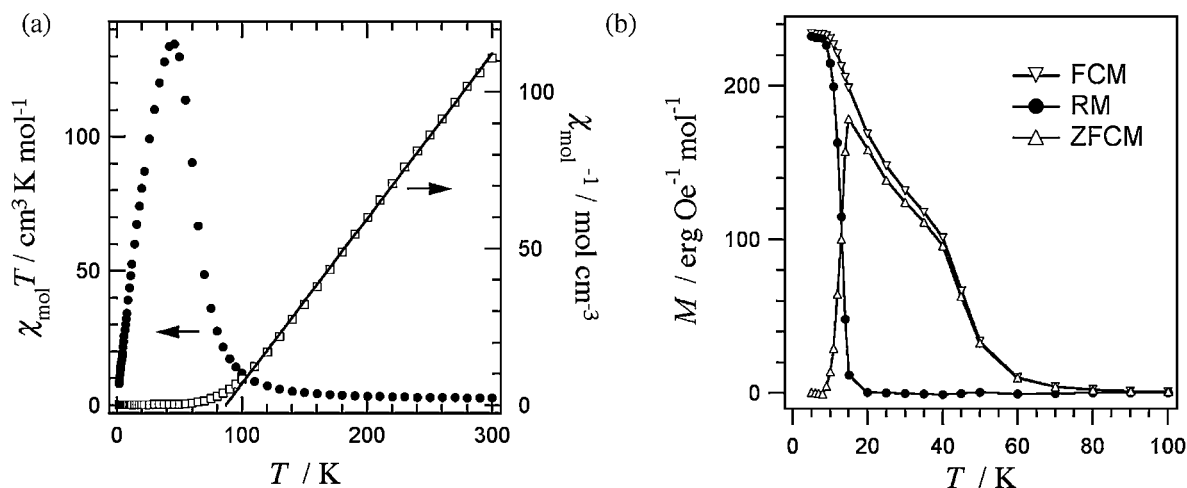 (a)
χmolT / cm³ K mol⁻¹
0
50
100
0
100
200
300
T / K
0
50
100
χmol⁻¹ / mol cm⁻³
(b)
M / erg Oe⁻¹ mol⁻¹
0
100
200
FCM
RM
ZFCM
0
20
40
60
80
100
T / K